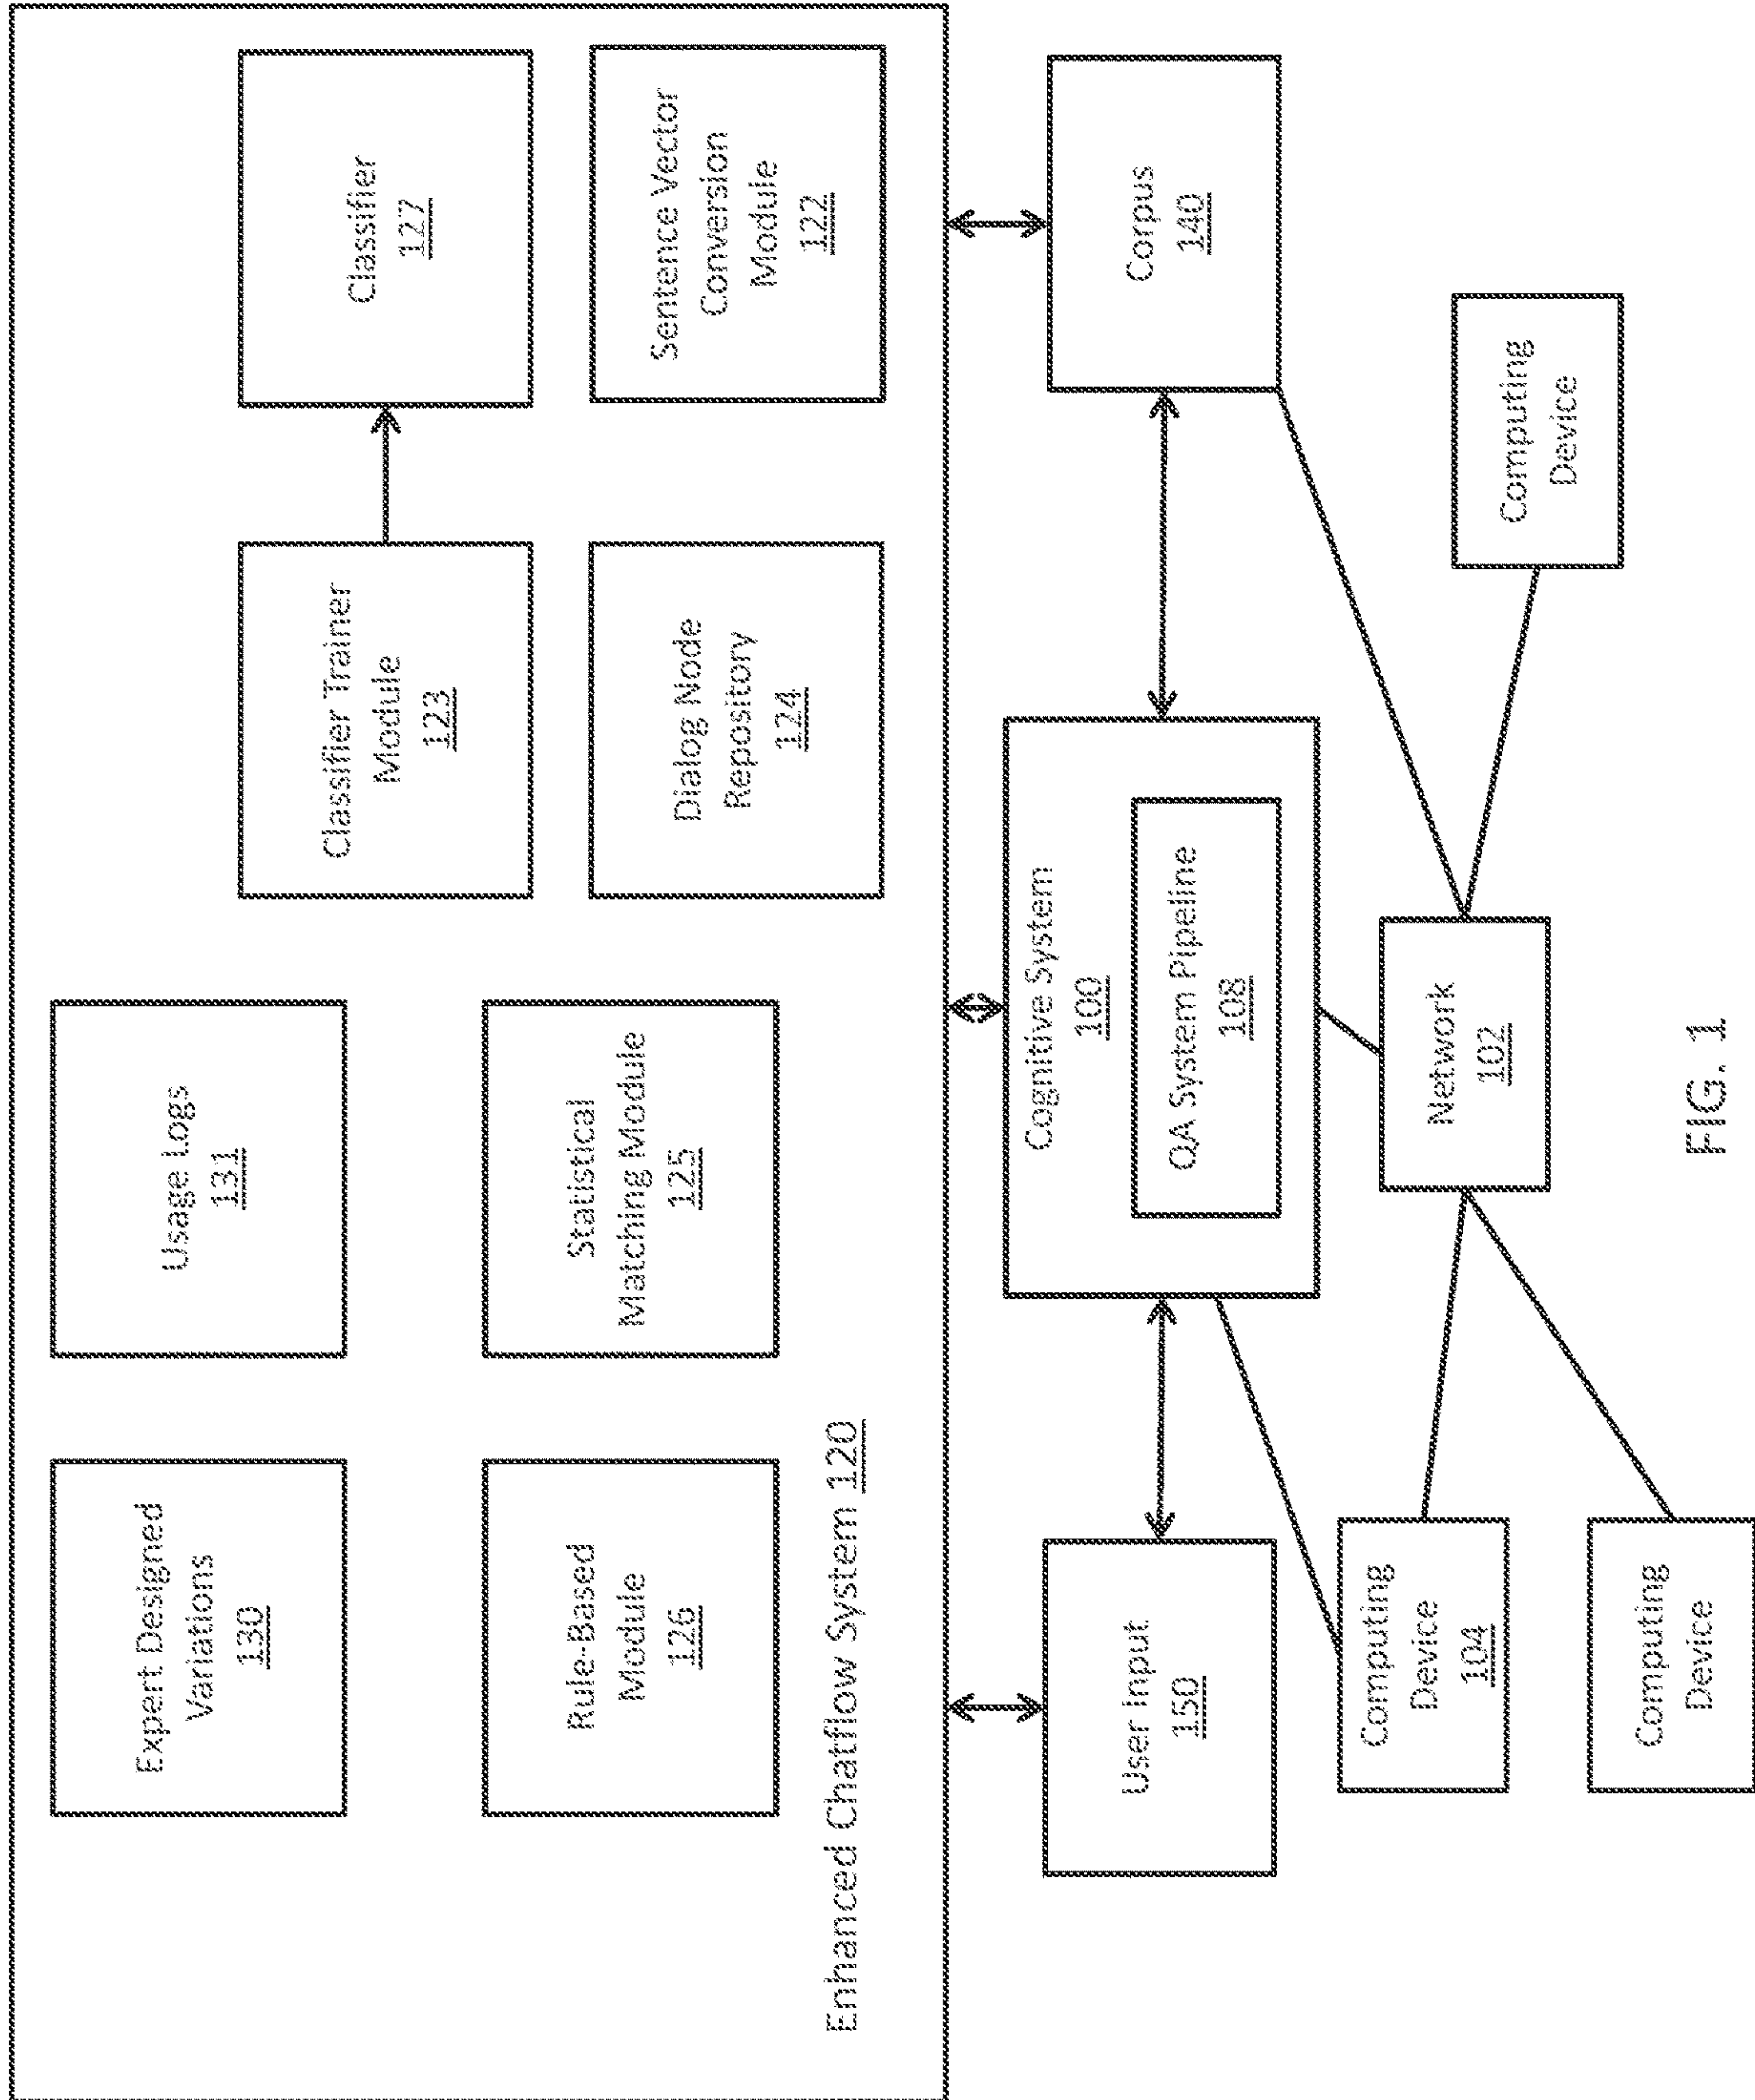 Expert Designed
Variations
130
Usage Logs
131
Classifier Trainer
Module
123
Classifier
127
Rule-Based
Module
126
Statistical
Matching Module
125
Dialog Node
Repository
124
Sentence Vector
Conversion
Module
122
Enhanced Chatflow System 120
User Input
150
Cognitive System
100
QA System Pipeline
108
Corpus
140
Computing
Device
104
Network
102
Computing
Device
Computing
Device
FIG. 1